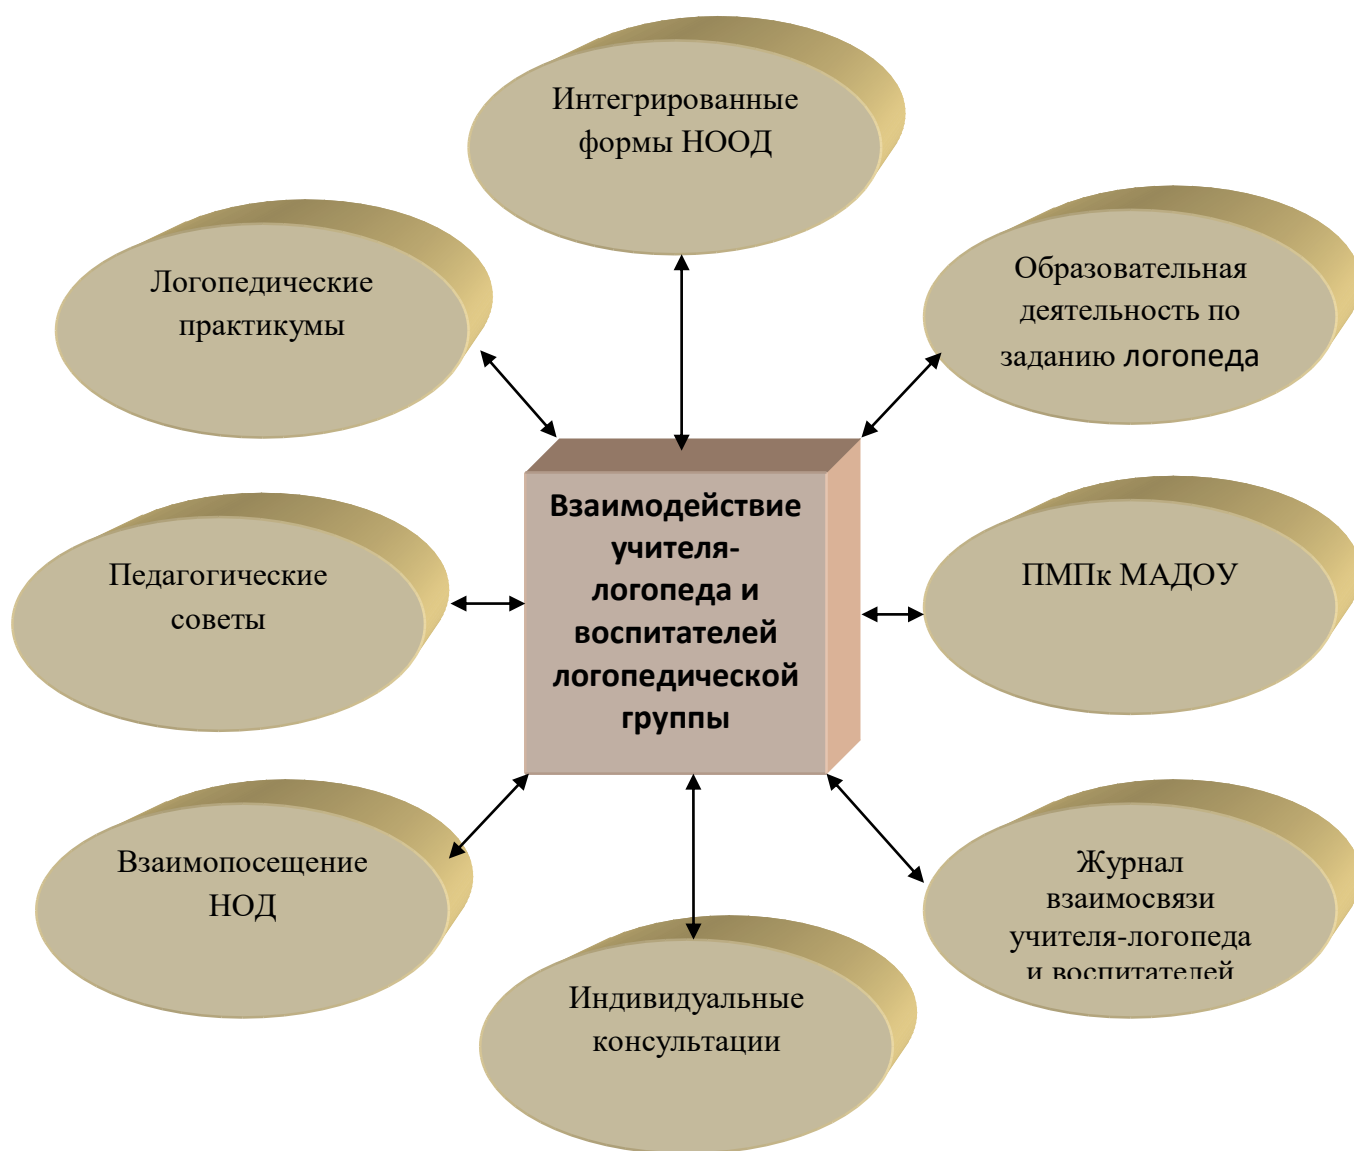 Интегрированные
формы НООД
Логопедические
практикумы
Образовательная
деятельность по
заданию логопеда
Взаимодействие
учителя-
логопеда и
воспитателей
логопедической
группы
Педагогические
советы
ПМПк МАДОУ
Взаимопосещение
НОД
Журнал
взаимосвязи
учителя-логопеда
и воспитателей
Индивидуальные
консультации